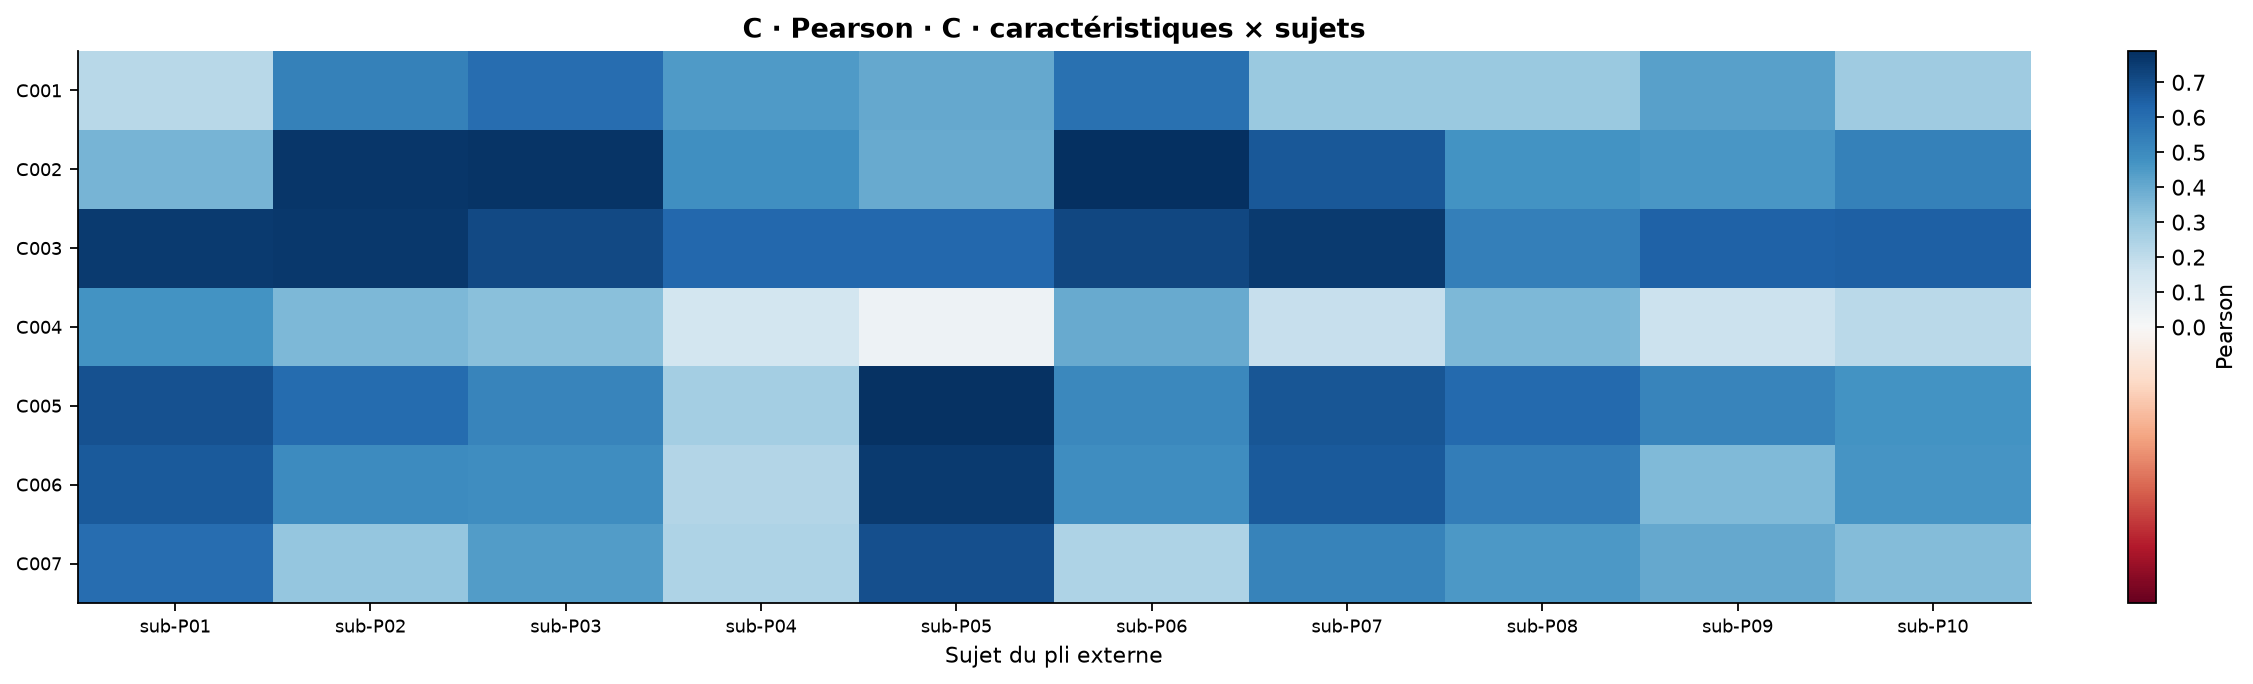 C · Pearson · C · caractéristiques × sujets
C001
C002
C003
C004
C005
C006
C007
sub-P01 sub-P02 sub-P03 sub-P04 sub-P05 sub-P06 sub-P07 sub-P08 sub-P09 sub-P10
Sujet du pli externe
0.7
0.6
0.5
0.4
0.3
0.2
0.1
0.0
Pearson